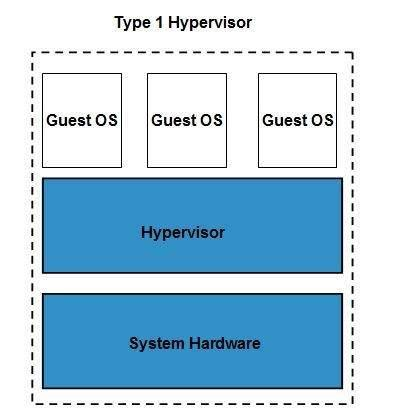 Type 1 Hypervisor
Guest OS
Guest OS
Guest OS
Hypervisor
System Hardware